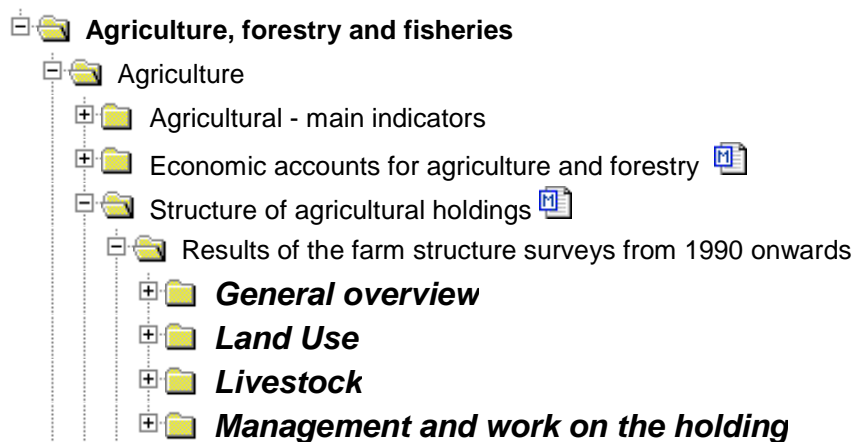 Agriculture, forestry and fisheries
Agriculture
Agricultural - main indicators
Economic accounts for agriculture and forestry M
Structure of agricultural holdings M
Results of the farm structure surveys from 1990 onwards
General overview
Land Use
Livestock
Management and work on the holding